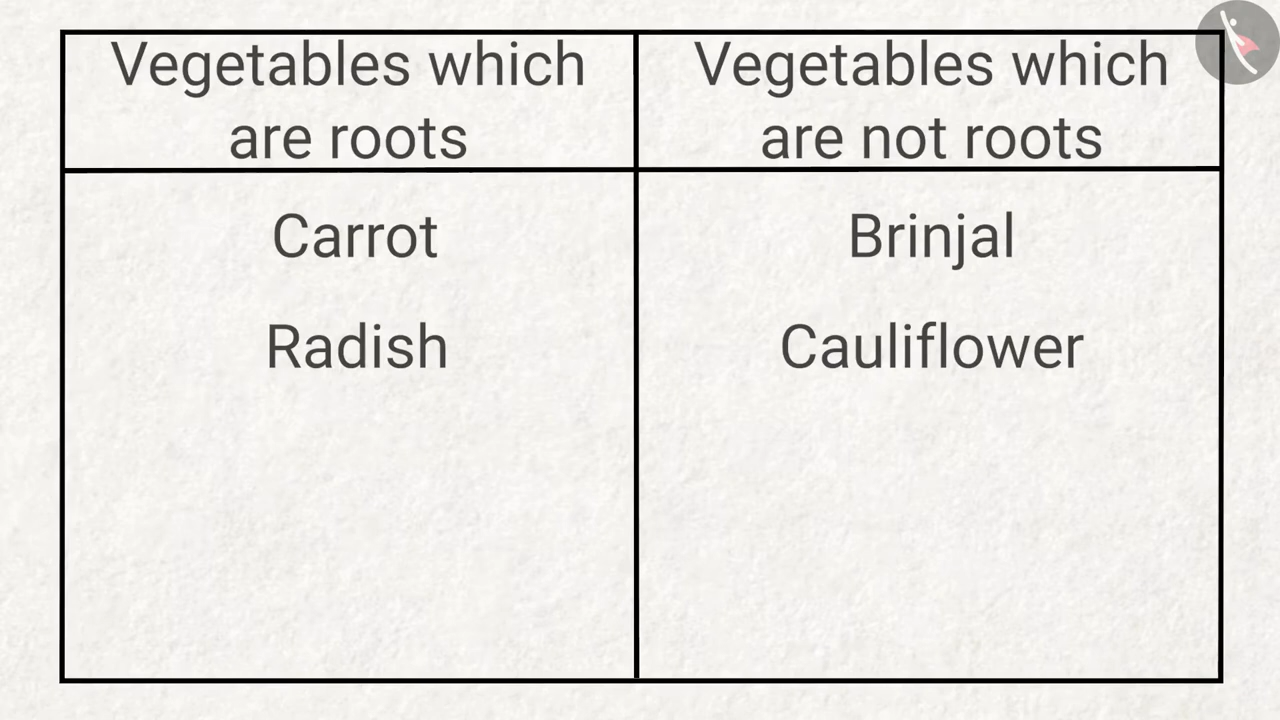 Vegetables which
are roots
Vegetables which
are not roots
Carrot
Brinjal
Radish
Cauliflower